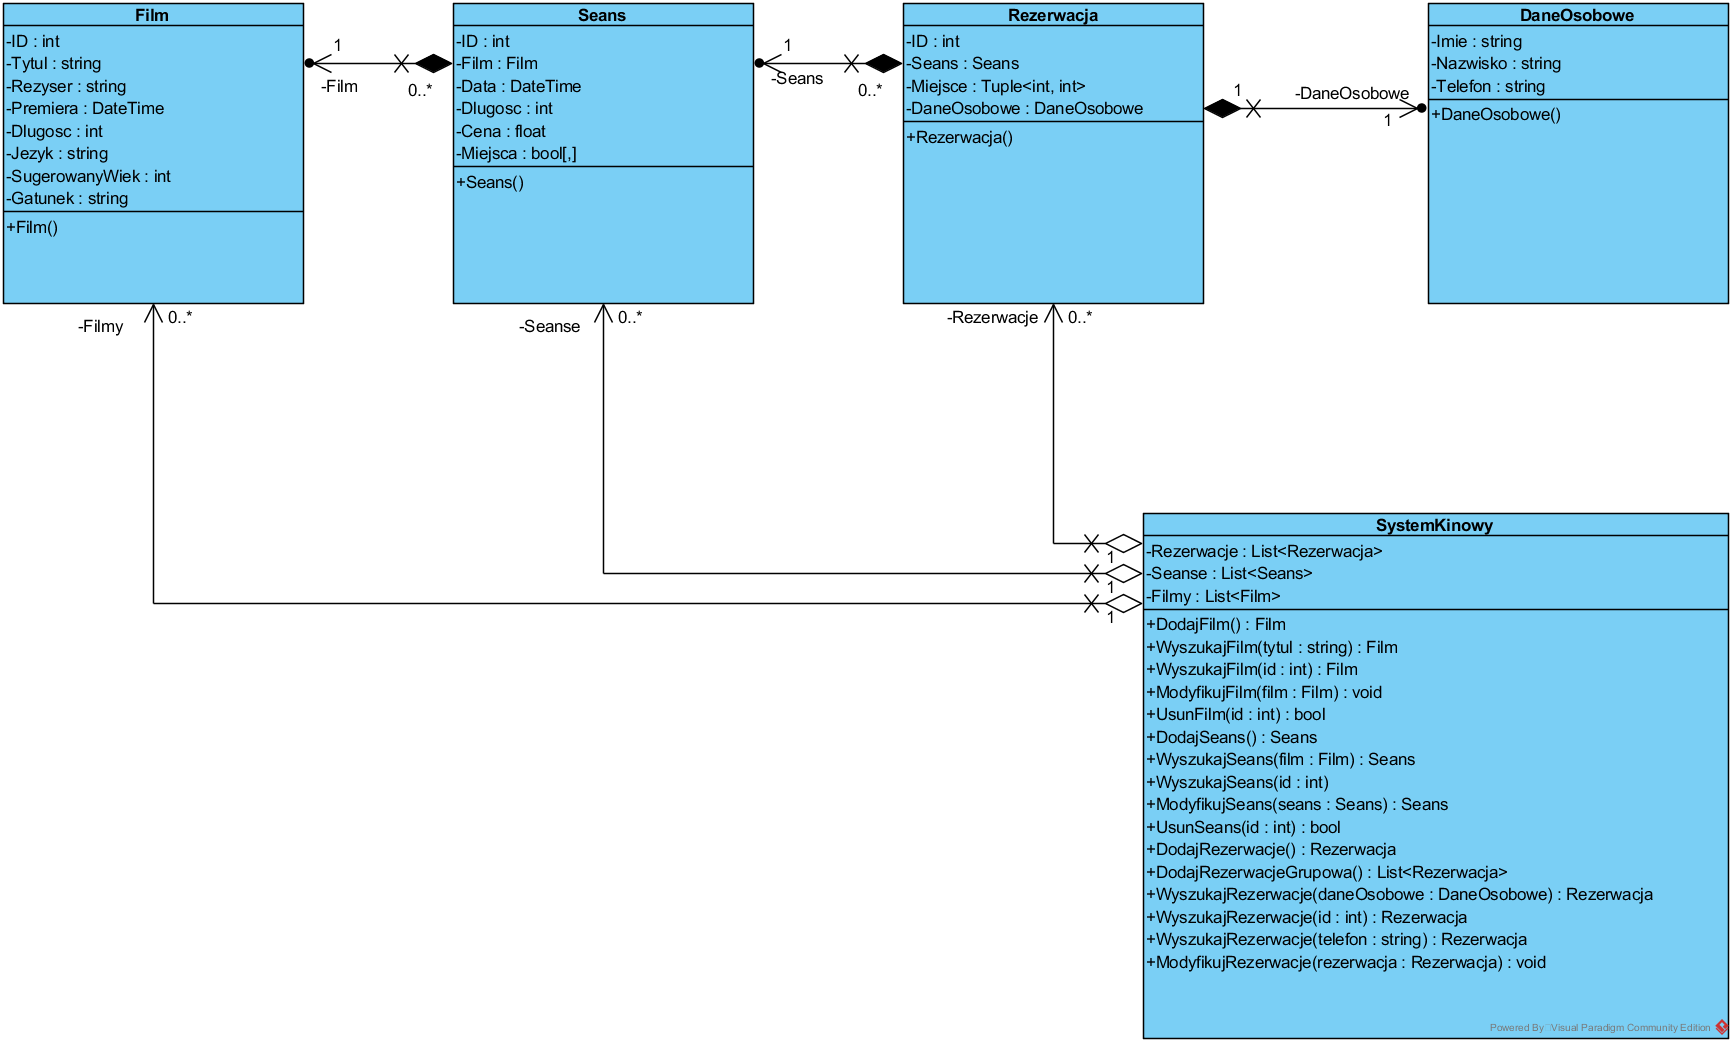 Film
-ID : int
-Tytul : string
-Rezyser : string
-Premiera : DateTime
-Dlugosc : int
-Jezyk : string
-SugerowanyWiek : int
-Gatunek : string
+Film()
1
-Film
0..*
Seans
-ID : int
-Film : Film
-Data : DateTime
-Dlugosc : int
-Cena : float
-Miejsca : bool[,]
+Seans()
1
-Seans
0..*
Rezerwacja
-ID : int
-Seans : Seans
-Miejsce : Tuple<int, int>
-DaneOsobowe : DaneOsobowe
+Rezerwacja()
1
-DaneOsobowe
1
DaneOsobowe
-Imie : string
-Nazwisko : string
-Telefon : string
+DaneOsobowe()
-Filmy
0..*
-Seanse
0..*
-Rezerwacje
0..*
1
1
1
SystemKinowy
-Rezerwacje : List<Rezerwacja>
-Seanse : List<Seans>
-Filmy : List<Film>
+DodajFilm() : Film
+WyszukajFilm(tytul : string) : Film
+WyszukajFilm(id : int) : Film
+ModyfikujFilm(film : Film) : void
+UsunFilm(id : int) : bool
+DodajSeans() : Seans
+WyszukajSeans(film : Film) : Seans
+WyszukajSeans(id : int)
+ModyfikujSeans(seans : Seans) : Seans
+UsunSeans(id : int) : bool
+DodajRezerwacje() : Rezerwacja
+DodajRezerwacjeGrupowa() : List<Rezerwacja>
+WyszukajRezerwacje(daneOsobowe : DaneOsobowe) : Rezerwacja
+WyszukajRezerwacje(id : int) : Rezerwacja
+WyszukajRezerwacje(telefon : string) : Rezerwacja
+ModyfikujRezerwacje(rezerwacja : Rezerwacja) : void
Powered By Visual Paradigm Community Edition